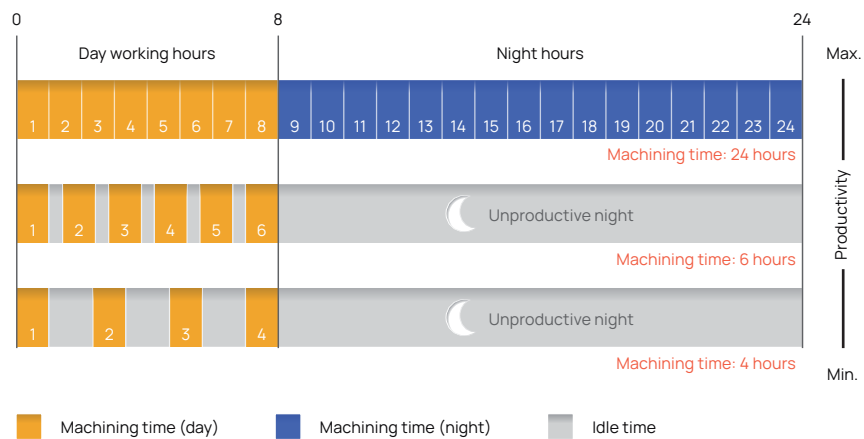 0 8 24
Day working hours Night hours Max.
1 2 3 4 5 6 7 8 9 10 11 12 13 14 15 16 17 18 19 20 21 22 23 24
Machining time: 24 hours
1 2 3 4 5 6 Unproductive night
Machining time: 6 hours
1 2 3 4 Unproductive night
Machining time: 4 hours
Productivity
Min.
Machining time (day) Machining time (night) Idle time